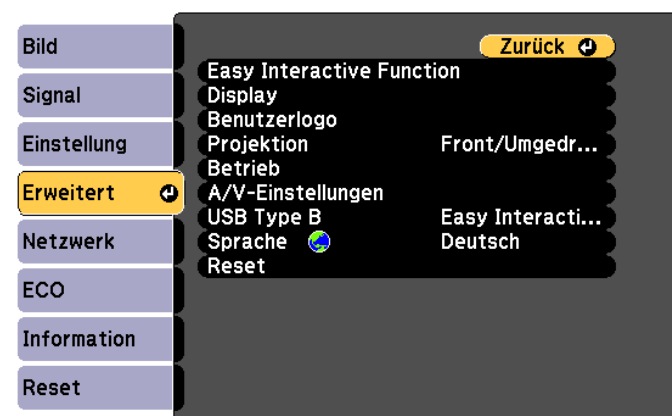 Bild
Signal
Einstellung
Erweitert
Netzwerk
ECO
Information
Reset
Zurück
Easy Interactive Function
Display
Benutzerlogo
Projektion Front/Umgedr...
Betrieb
A/V-Einstellungen
USB Type B Easy Interacti...
Sprache Deutsch
Reset